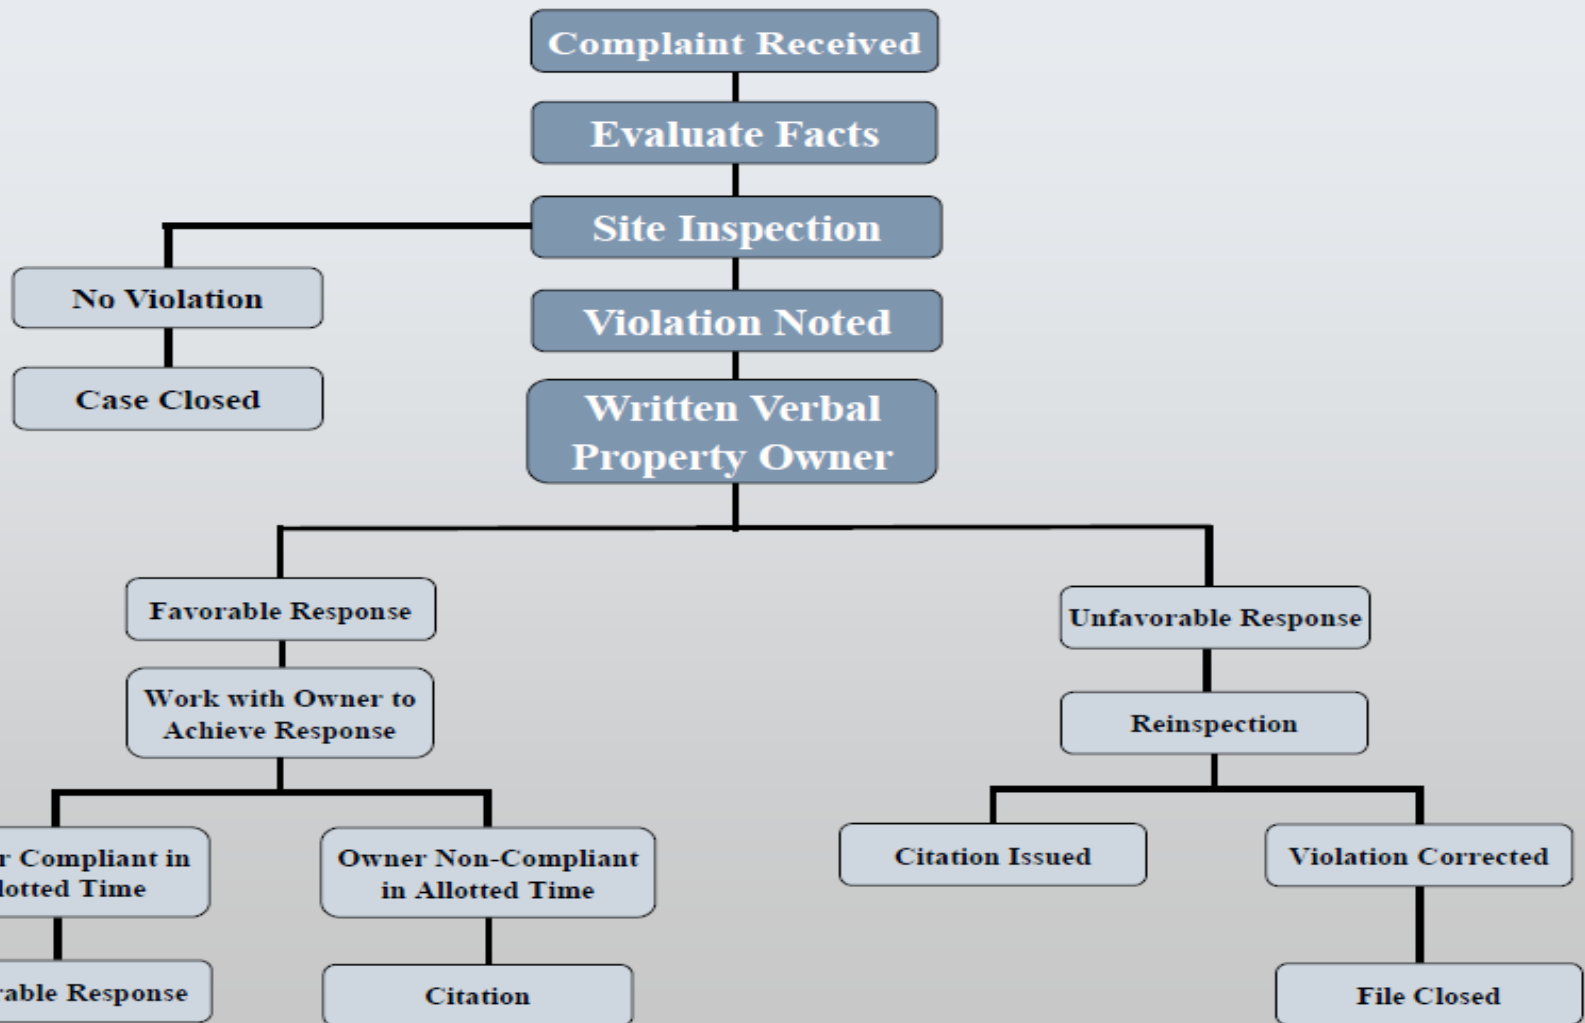 Complaint Received
Evaluate Facts
Site Inspection
No Violation
Violation Noted
Case Closed
Written Verbal
Property Owner
Favorable Response
Unfavorable Response
Work with Owner to
Achieve Response
Reinspection
Compliant in
Time
Owner Non-Compliant
in Allotted Time
Citation Issued
Violation Corrected
Response
Citation
File Closed